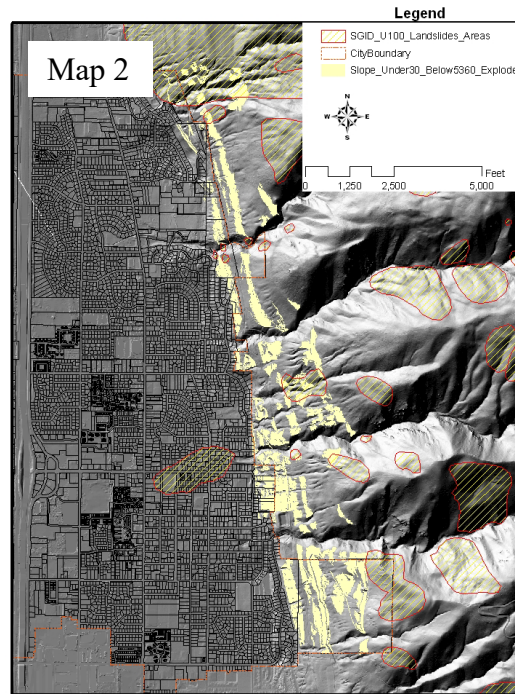 Legend
SGID_U100_Landslides_Areas
CityBoundary
Slope_Under30_Below5360_Explode
Map 2
N
W E
S
Feet
0 1,250 2,500 5,000